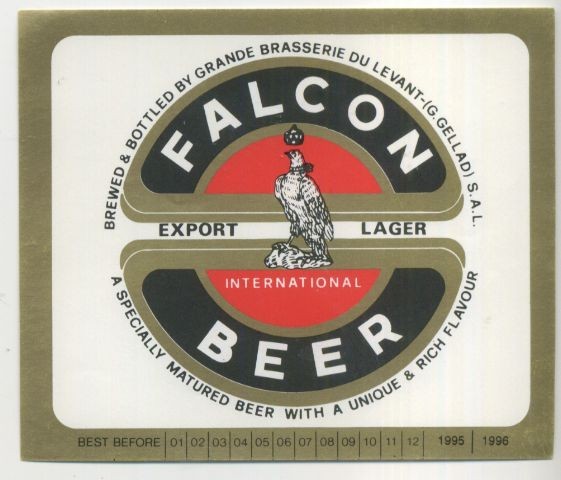 BREWED & BOTTLED BY GRANDE BRASSERIE DU LEVANT-(G.GELLAD) S.A.L.
FALCON
EXPORT LAGER
INTERNATIONAL
BEER
A SPECIALLY MATURED BEER WITH A UNIQUE & RICH FLAVOUR
BEST BEFORE 01 02 03 04 05 06 07 08 09 10 11 12 1995 1996